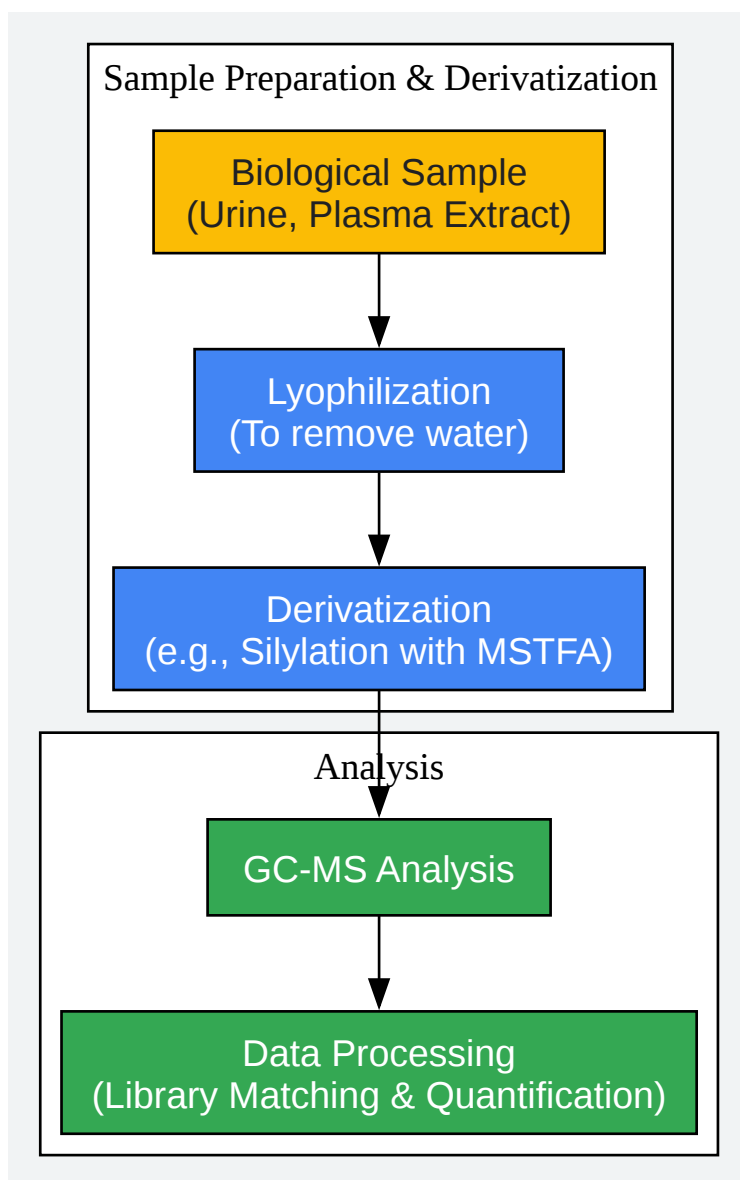 Sample Preparation & Derivatization
Biological Sample
(Urine, Plasma Extract)
Lyophilization
(To remove water)
Derivatization
(e.g., Silylation with MSTFA)
Analysis
GC-MS Analysis
Data Processing
(Library Matching & Quantification)